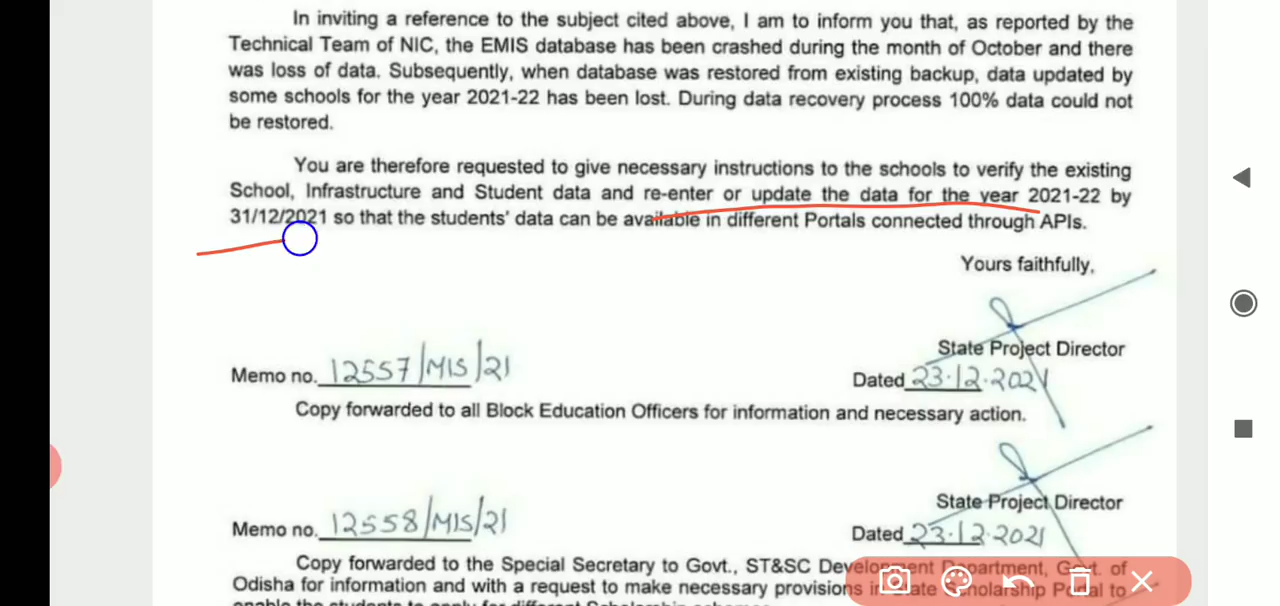 In inviting a reference to the subject cited above, I am to inform you that, as reported by the
Technical Team of NIC, the EMIS database has been crashed during the month of October and there
was loss of data. Subsequently, when database was restored from existing backup, data updated by
some schools for the year 2021-22 has been lost. During data recovery process 100% data could not
be restored.
You are therefore requested to give necessary instructions to the schools to verify the existing
School, Infrastructure and Student data and re-enter or update the data for the year 2021-22 by
31/12/2021 so that the students' data can be available in different Portals connected through APIs.
Yours faithfully,
State Project Director
Memo no. 12557/MIS/21 Dated 23.12.2021
Copy forwarded to all Block Education Officers for information and necessary action.
State Project Director
Memo no. 12558/MIS/21 Dated 23.12.2021
Copy forwarded to the Special Secretary to Govt., ST&SC Development Department, Govt. of
Odisha for information and with a request to make necessary provisions in State Scholarship Portal to
enable the students to apply for different Scholarship schemes